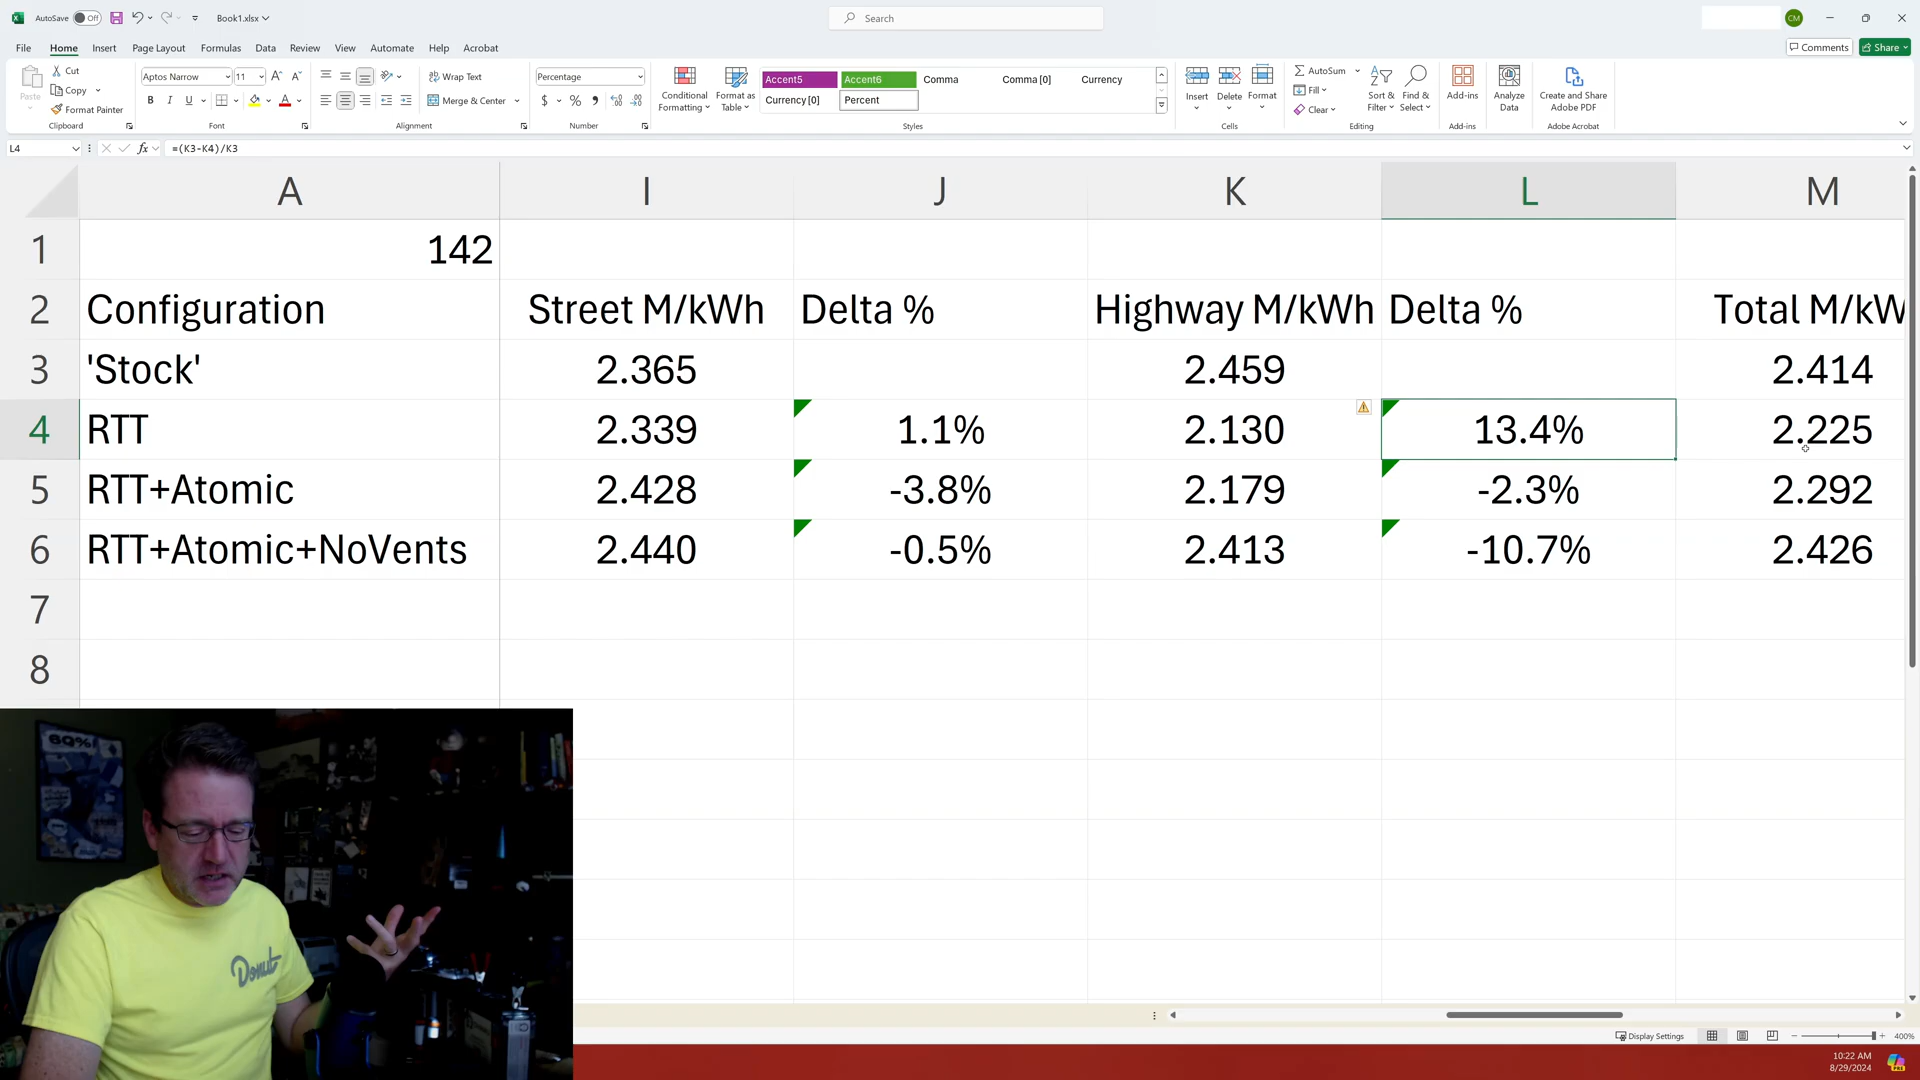 AutoSave Off Book1.xlsx Search CM
File Home Insert Page Layout Formulas Data Review View Automate Help Acrobat Comments Share
Paste Cut Copy Format Painter Clipboard
Aptos Narrow 11 A A B I U A Font
Wrap Text Merge & Center Alignment
Percentage $ % , Number
Conditional Formatting Format as Table
Accent5 Accent6 Comma Comma [0] Currency
Currency [0] Percent
Styles
Insert Delete Format Cells
AutoSum Fill Clear Sort & Filter Find & Select Editing
Add-ins Add-ins
Analyze Data
Create and Share Adobe PDF Adobe Acrobat
L4 fx =(K3-K4)/K3
A I J K L M
1 142
2 Configuration Street M/kWh Delta % Highway M/kWh Delta % Total M/kW
3 'Stock' 2.365 2.459 2.414
4 RTT 2.339 1.1% 2.130 13.4% 2.225
5 RTT+Atomic 2.428 -3.8% 2.179 -2.3% 2.292
6 RTT+Atomic+NoVents 2.440 -0.5% 2.413 -10.7% 2.426
7
8
Donut
Display Settings 400%
10:22 AM
8/29/2024